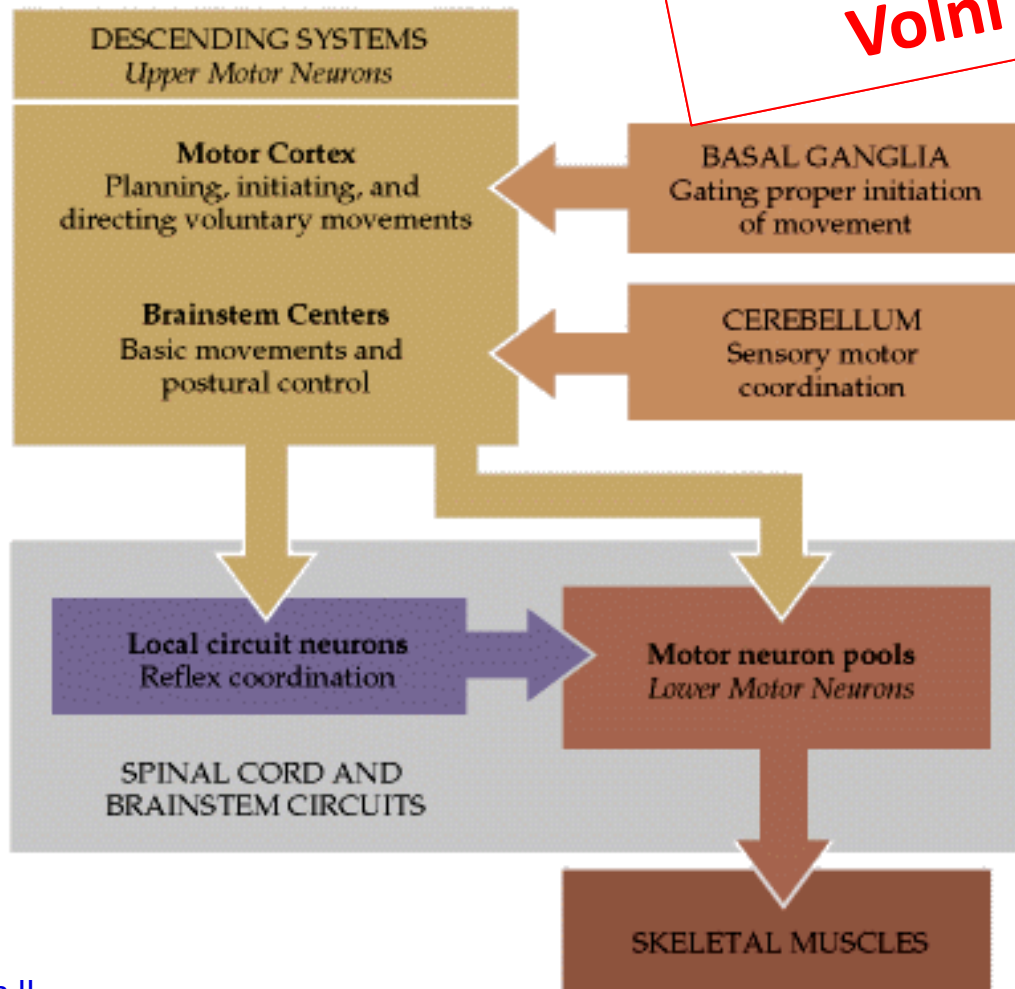 Volni
DESCENDING SYSTEMS
Upper Motor Neurons
Motor Cortex
Planning, initiating, and
directing voluntary movements
BASAL GANGLIA
Gating proper initiation
of movement
Brainstem Centers
Basic movements and
postural control
CEREBELLUM
Sensory motor
coordination
Local circuit neurons
Reflex coordination
Motor neuron pools
Lower Motor Neurons
SPINAL CORD AND
BRAINSTEM CIRCUITS
SKELETAL MUSCLES